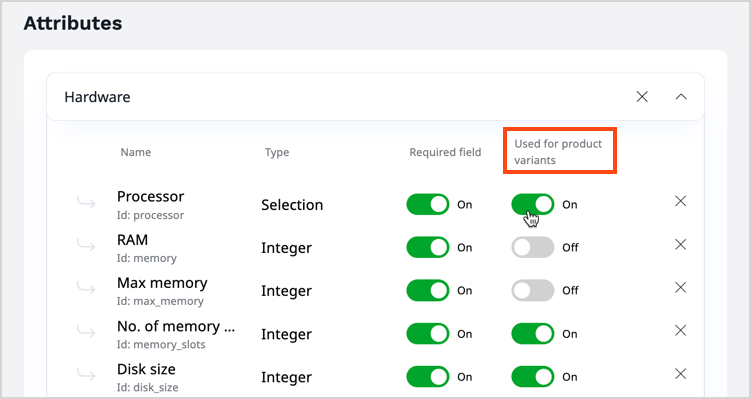 Attributes
Hardware
Name Type Required field Used for product
variants
Processor Selection On On
Id: processor
RAM Integer On Off
Id: memory
Max memory Integer On Off
Id: max_memory
No. of memory ... Integer On On
Id: memory_slots
Disk size Integer On On
Id: disk_size